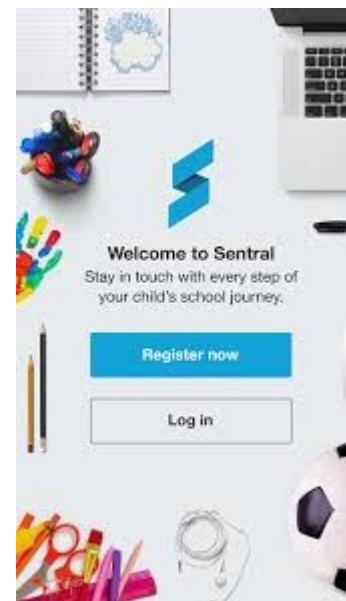 Welcome to Sentral
Stay in touch with every step of
your child's school journey.
Register now
Log in